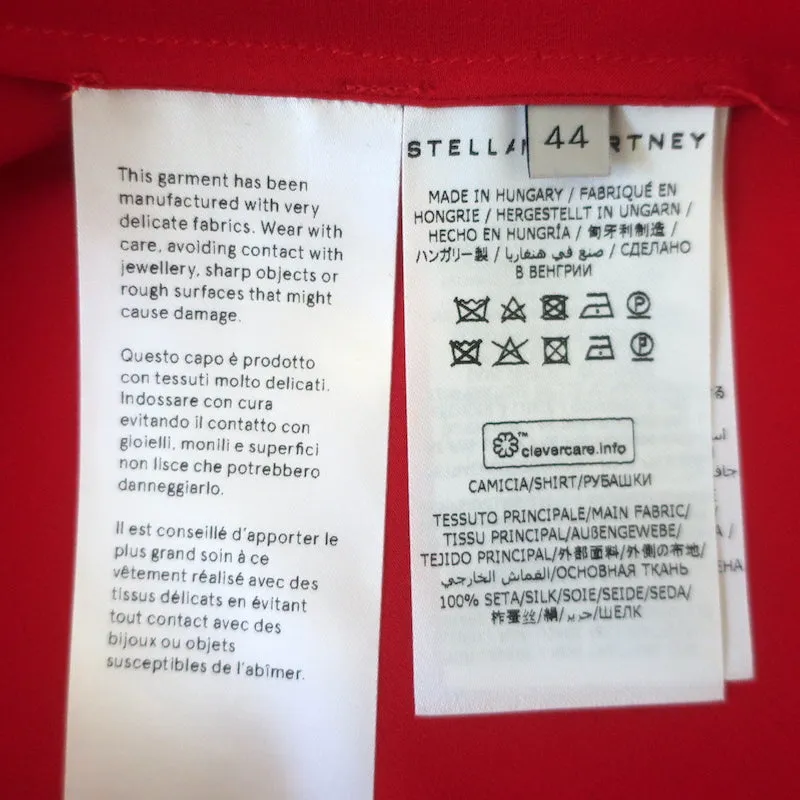 This garment has been
manufactured with very
delicate fabrics. Wear with
care, avoiding contact with
jewellery, sharp objects or
rough surfaces that might
cause damage.
Questo capo è prodotto
con tessuti molto delicati.
Indossare con cura
evitando il contatto con
gioielli, monili e superfici
non lisce che potrebbero
danneggiarlo.
Il est conseillé d'apporter le
plus grand soin à ce
vêtement réalisé avec des
tissus délicats en évitant
tout contact avec des
bijoux ou objets
susceptibles de l'abîmer.
44
STELLA RTNEY
MADE IN HUNGARY / FABRIQUÉ EN
HONGRIE / HERGESTELLT IN UNGARN /
HECHO EN HUNGRÍA / 匈牙利制造 /
ハンガリー製 / صنع في هنغاريا / СДЕЛАНО
В ВЕНГРИИ
clevercare.info™
CAMICIA/SHIRT/РУБАШКИ
TESSUTO PRINCIPALE/MAIN FABRIC/
TISSU PRINCIPAL/AUßENGEWEBE/
TEJIDO PRINCIPAL/外部面料/外側の布地/
القماش الخارجي/ОСНОВНАЯ ТКАНЬ
100% SETA/SILK/SOIE/SEIDE/SEDA/
柞蚕丝/絹/حرير/ШЕЛК